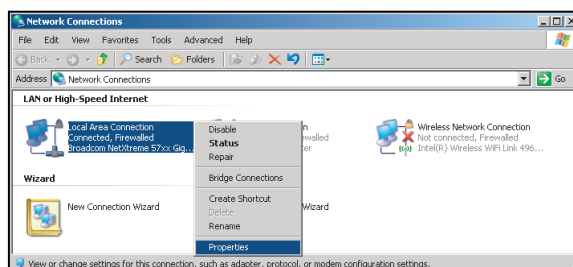 Network Connections
File Edit View Favorites Tools Advanced Help
Back Search Folders
Address Network Connections Go
LAN or High-Speed Internet
Local Area Connection
Connected, Firewalled
Broadcom NetXtreme 57xx Gig...
Disable
Status
Repair
Bridge Connections
Create Shortcut
Delete
Rename
Properties
Wireless Network Connection
Not connected, Firewalled
Intel(R) Wireless WiFi Link 496...
Wizard
New Connection Wizard
Wizard
View or change settings for this connection, such as adapter, protocol, or modem configuration settings.